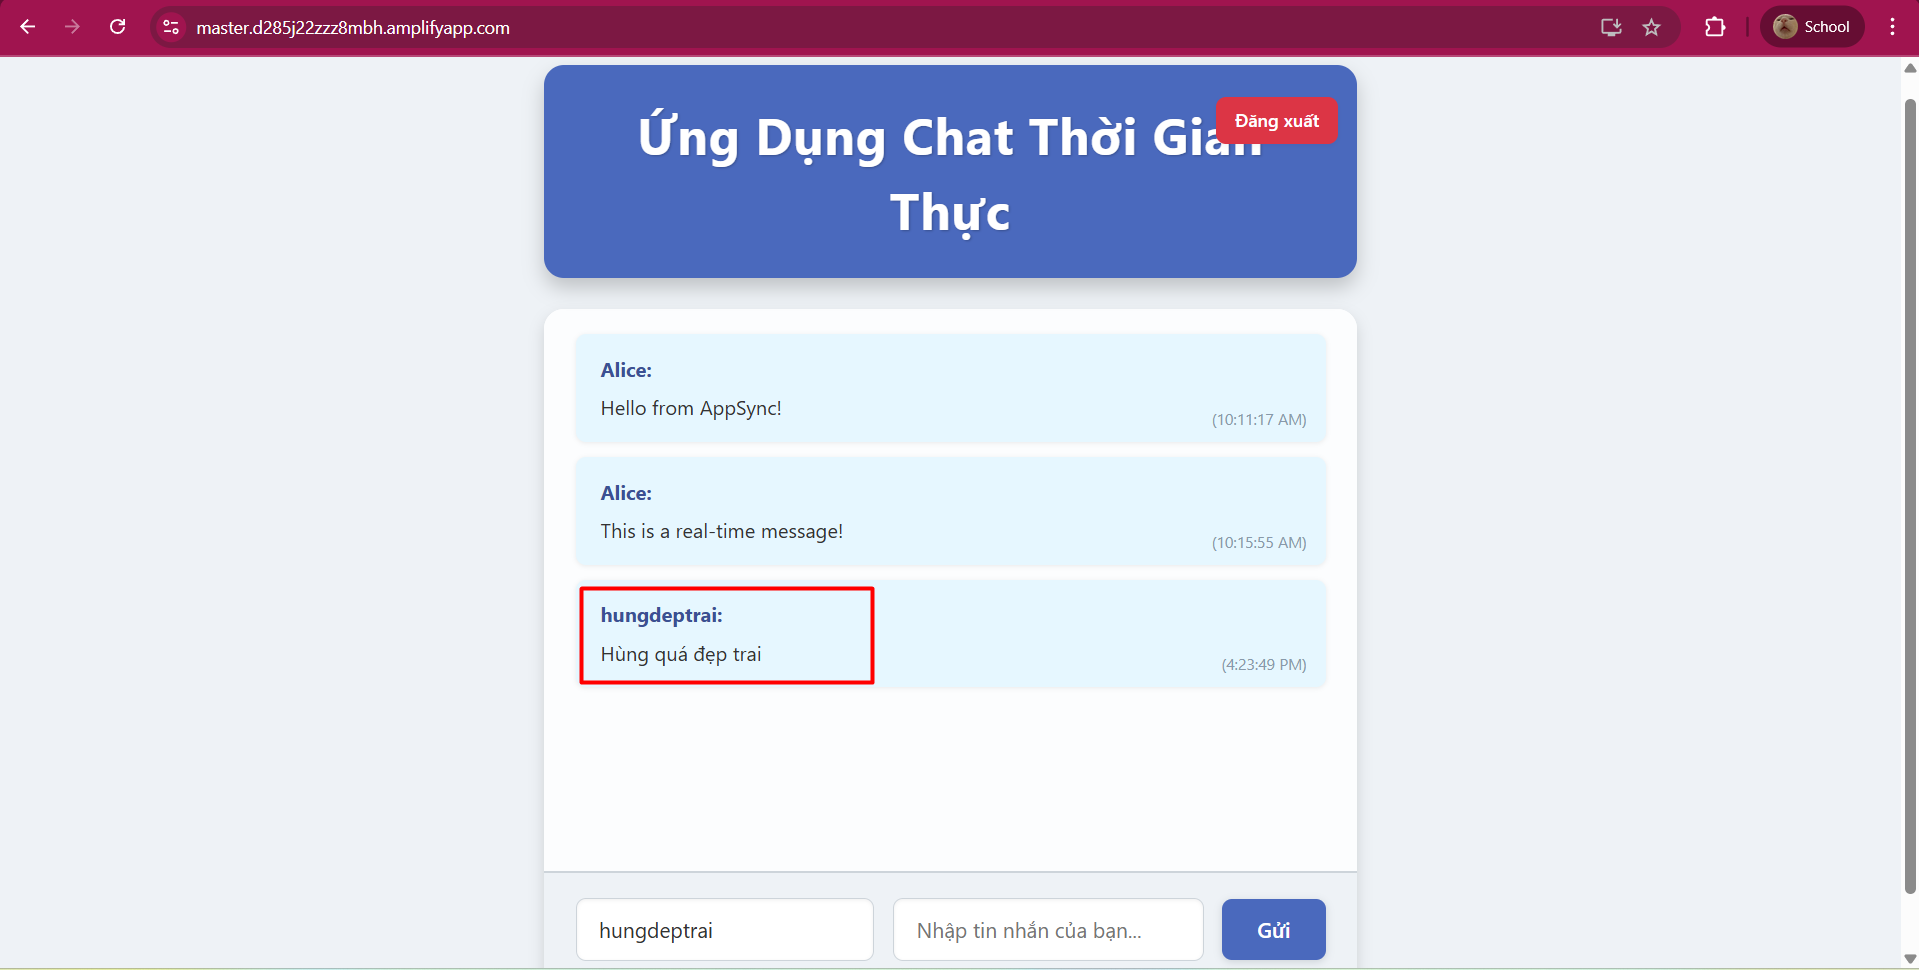 master.d285j22zzz8mbh.amplifyapp.com
School
Ứng Dụng Chat Thời Gian
Đăng xuất
Thực
Alice:
Hello from AppSync!
(10:11:17 AM)
Alice:
This is a real-time message!
(10:15:55 AM)
hungdeptrai:
Hùng quá đẹp trai
(4:23:49 PM)
hungdeptrai
Nhập tin nhắn của bạn...
Gửi